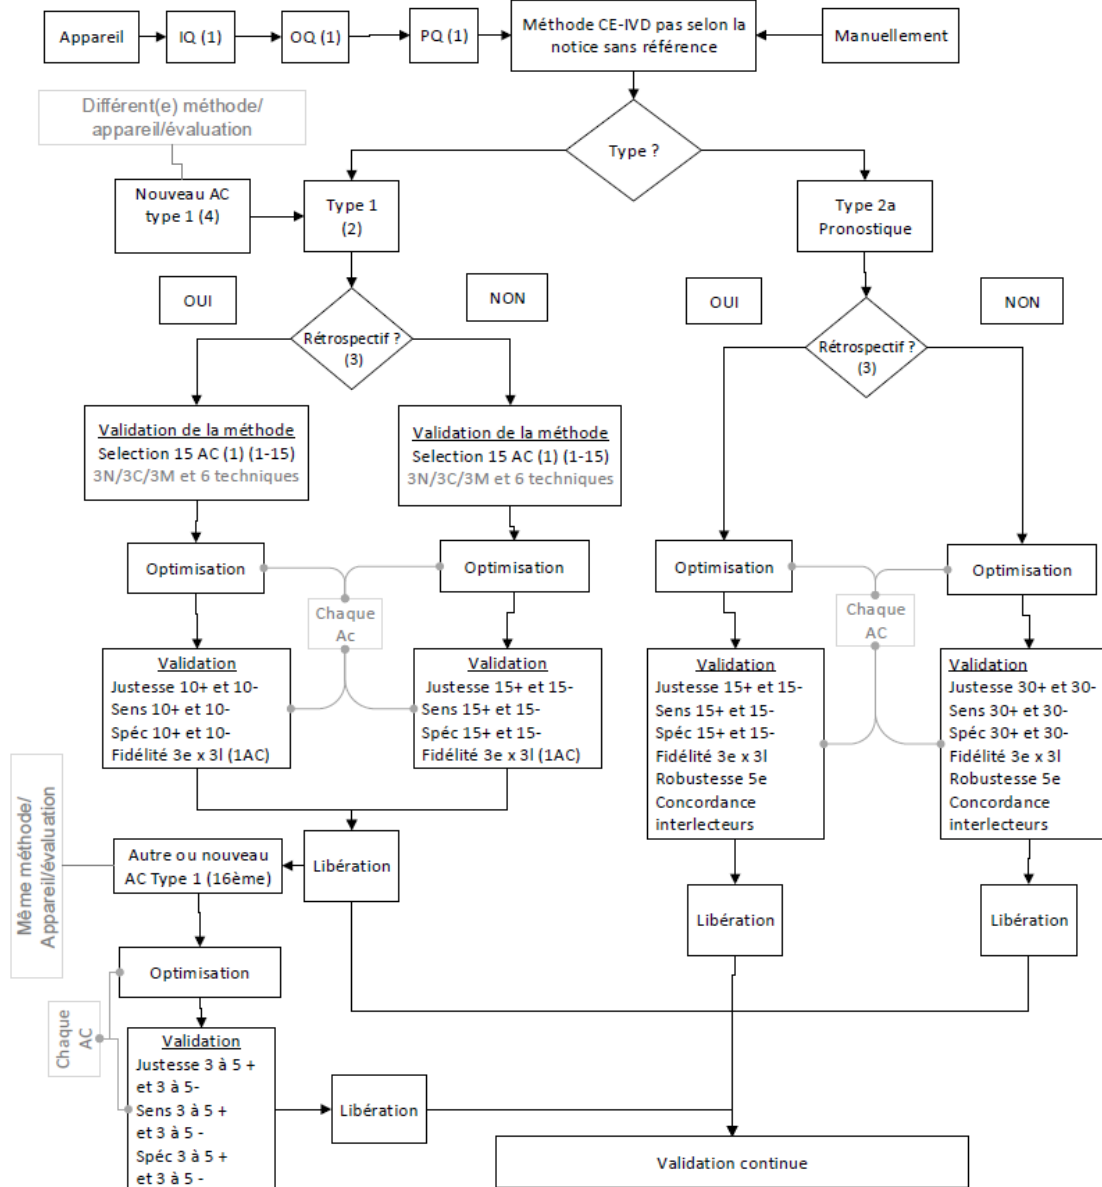 Appareil
IQ (1)
OQ (1)
PQ (1)
Méthode CE-IVD pas selon la
notice sans référence
Manuellement
Différent(e) méthode/
appareil/évaluation
Type ?
Nouveau AC
type 1 (4)
Type 1
(2)
Type 2a
Pronostique
OUI
NON
Rétrospectif ?
(3)
OUI
NON
Rétrospectif ?
(3)
Validation de la méthode
Selection 15 AC (1) (1-15)
3N/3C/3M et 6 techniques
Validation de la méthode
Selection 15 AC (1) (1-15)
3N/3C/3M et 6 techniques
Optimisation
Optimisation
Chaque
Ac
Optimisation
Optimisation
Chaque
AC
Validation
Justesse 10+ et 10-
Sens 10+ et 10-
Spéc 10+ et 10-
Fidélité 3e x 3l (1AC)
Validation
Justesse 15+ et 15-
Sens 15+ et 15-
Spéc 15+ et 15-
Fidélité 3e x 3l (1AC)
Validation
Justesse 15+ et 15-
Sens 15+ et 15-
Spéc 15+ et 15-
Fidélité 3e x 3l
Robustesse 5e
Concordance
interlecteurs
Validation
Justesse 30+ et 30-
Sens 30+ et 30-
Spéc 30+ et 30-
Fidélité 3e x 3l
Robustesse 5e
Concordance
interlecteurs
Même méthode/
Appareil/évaluation
Autre ou nouveau
AC Type 1 (16ème)
Libération
Libération
Libération
Optimisation
Chaque
AC
Validation
Justesse 3 à 5 +
et 3 à 5-
Sens 3 à 5 +
et 3 à 5 -
Spéc 3 à 5 +
et 3 à 5 -
Libération
Validation continue